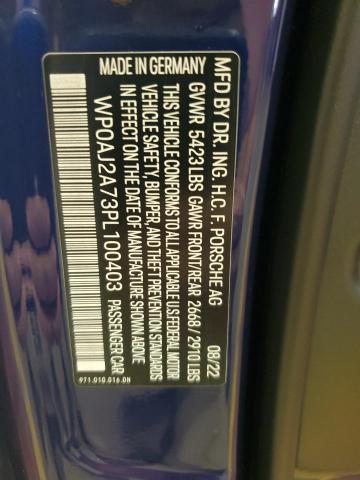 MFD BY DR. ING. H.C. F. PORSCHE AG 08/22
GVWR 5423 LBS GAWR FRONT/REAR 2668/2910 LBS
THIS VEHICLE CONFORMS TO ALL APPLICABLE U.S. FEDERAL MOTOR
VEHICLE SAFETY, BUMPER, AND THEFT PREVENTION STANDARDS
IN EFFECT ON THE DATE OF MANUFACTURE SHOWN ABOVE
WP0AJ2A73PL100403 PASSENGER CAR
MADE IN GERMANY 971.010.016.DH